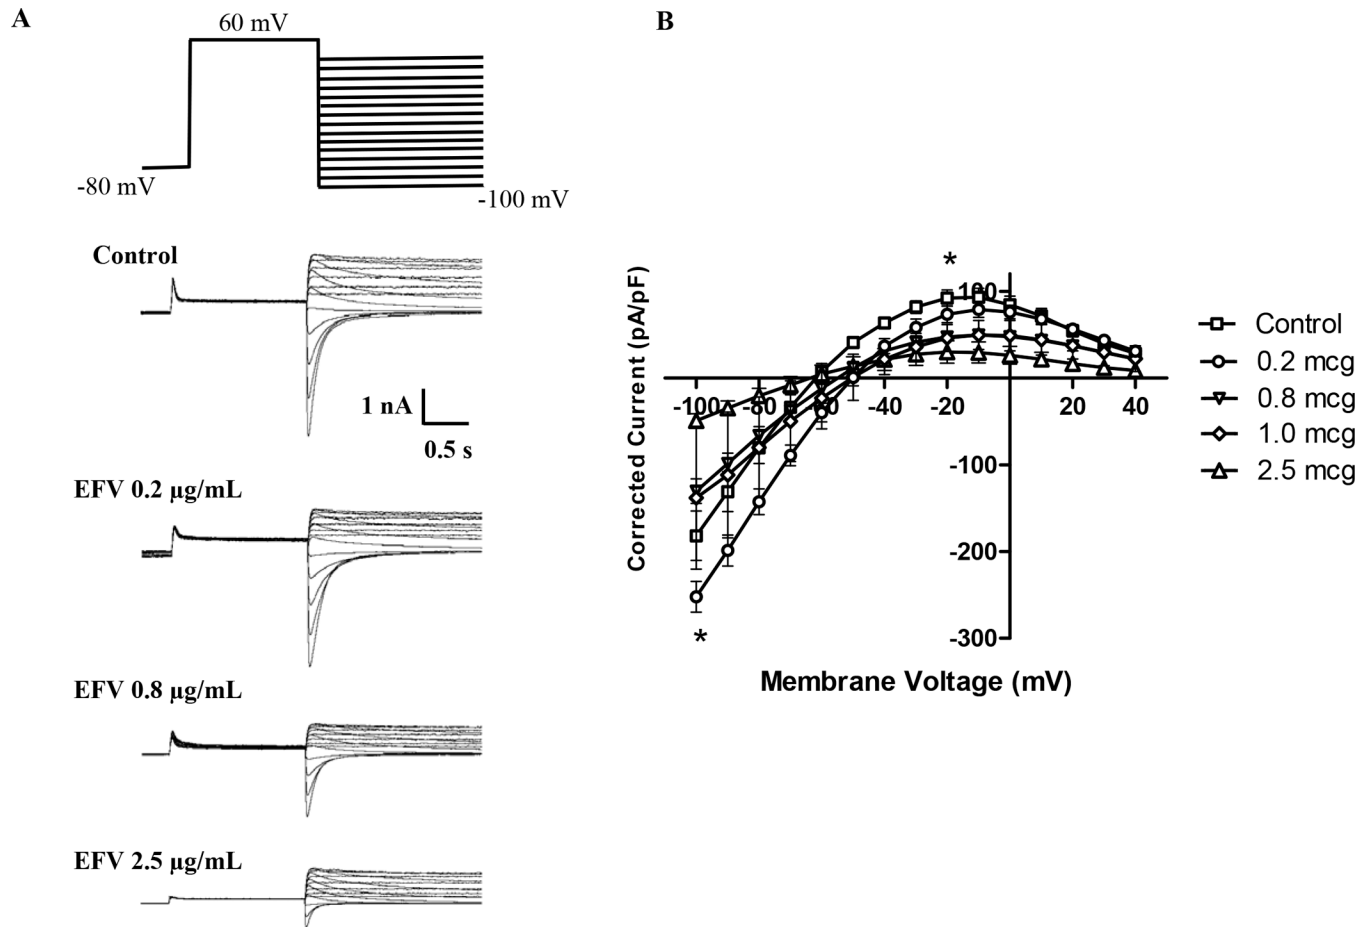 A
60 mV
-80 mV
-100 mV
Control
1 nA
0.5 s
EFV 0.2 µg/mL
EFV 0.8 µg/mL
EFV 2.5 µg/mL
B
*
100
-100 -80 -60 -40 -20 20 40
-100
-200
-300
*
Corrected Current (pA/pF)
Membrane Voltage (mV)
Control
0.2 mcg
0.8 mcg
1.0 mcg
2.5 mcg